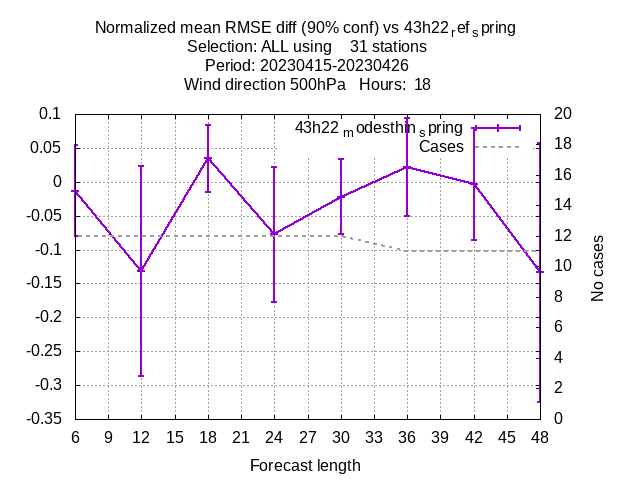 Normalized mean RMSE diff (90% conf) vs 43h22refspring
Selection: ALL using 31 stations
Period: 20230415-20230426
Wind direction 500hPa Hours: 18
43h22modesthinspring
Cases
0.1
0.05
0
-0.05
-0.1
-0.15
-0.2
-0.25
-0.3
-0.35
20
18
16
14
12
10
8
6
4
2
0
No cases
6 9 12 15 18 21 24 27 30 33 36 39 42 45 48
Forecast length